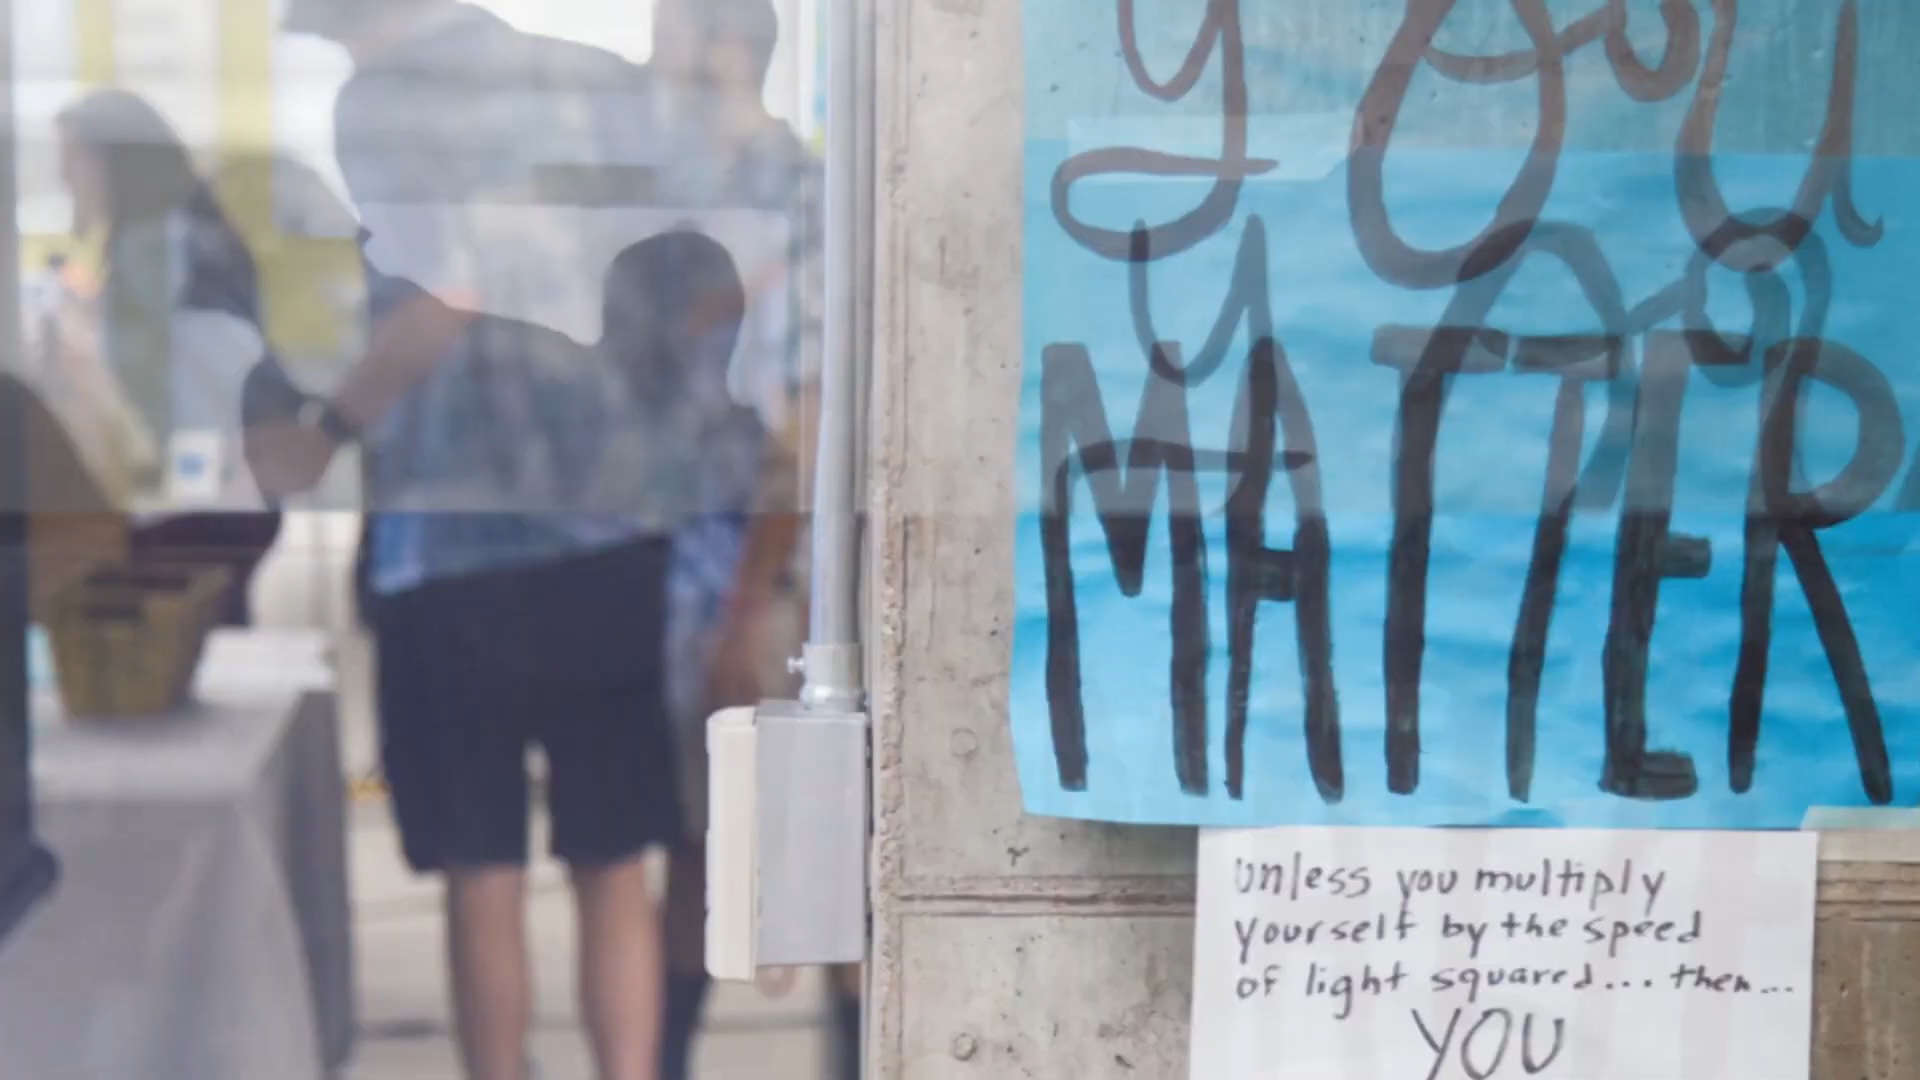 you
MATTER
unless you multiply
yourself by the speed
of light squared... then...
YOU